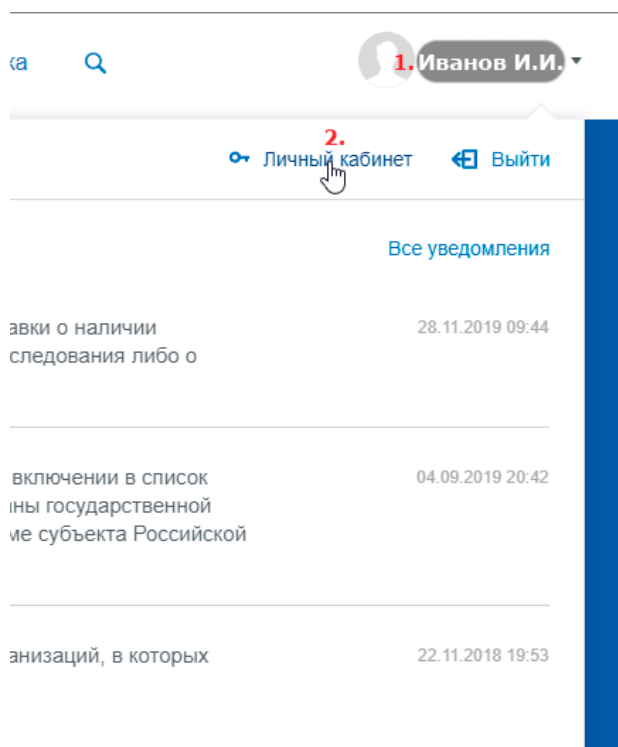 ка
1. Иванов И.И.
2.
Личный кабинет Выйти
Все уведомления
авки о наличии 28.11.2019 09:44
следования либо о
включении в список 04.09.2019 20:42
ны государственной
ме субъекта Российской
анизаций, в которых 22.11.2018 19:53